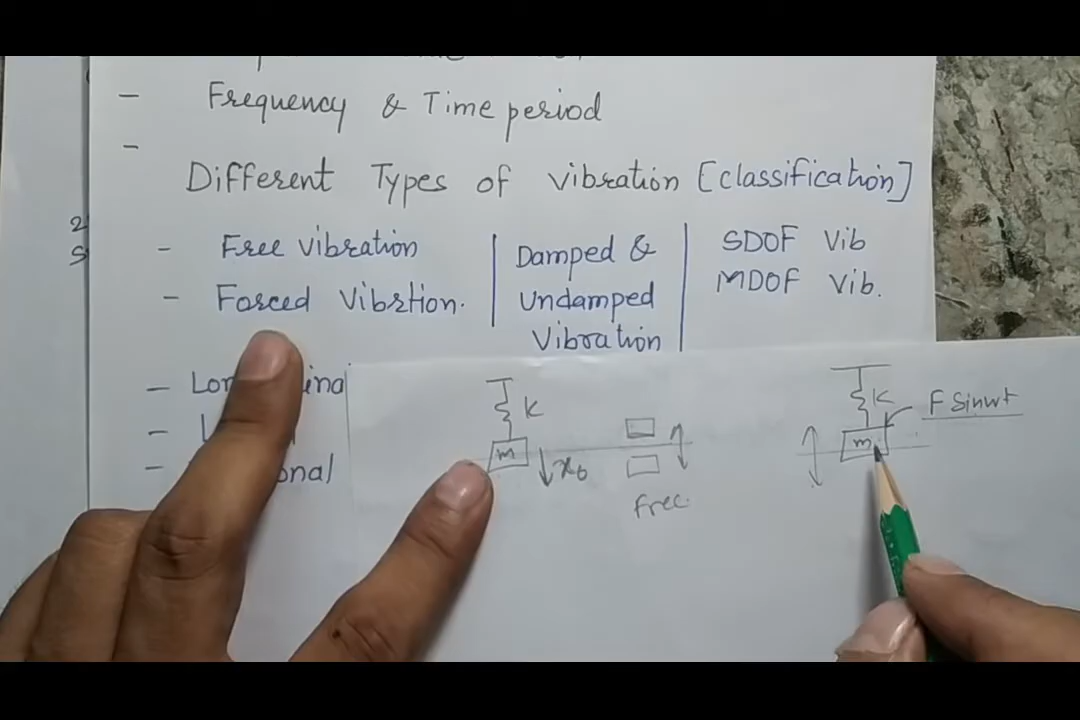 - Frequency & Time period
-
Different Types of vibration [classification]
2
- Free vibration | Damped & | SDOF Vib
S
- Forced Vibrtion. | Undamped | MDOF Vib.
Vibration
K
m
x0
Free
K
m
F Sinwt